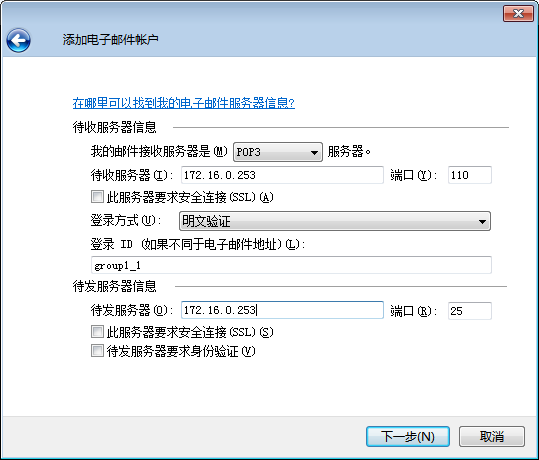 添加电子邮件帐户
在哪里可以找到我的电子邮件服务器信息?
待收服务器信息
我的邮件接收服务器是(M) POP3 服务器。
待收服务器(I): 172.16.0.253 端口(Y): 110
此服务器要求安全连接(SSL)(A)
登录方式(U): 明文验证
登录 ID (如果不同于电子邮件地址)(L):
group1_1
待发服务器信息
待发服务器(O): 172.16.0.253 端口(R): 25
此服务器要求安全连接(SSL)(S)
待发服务器要求身份验证(V)
下一步(N) 取消